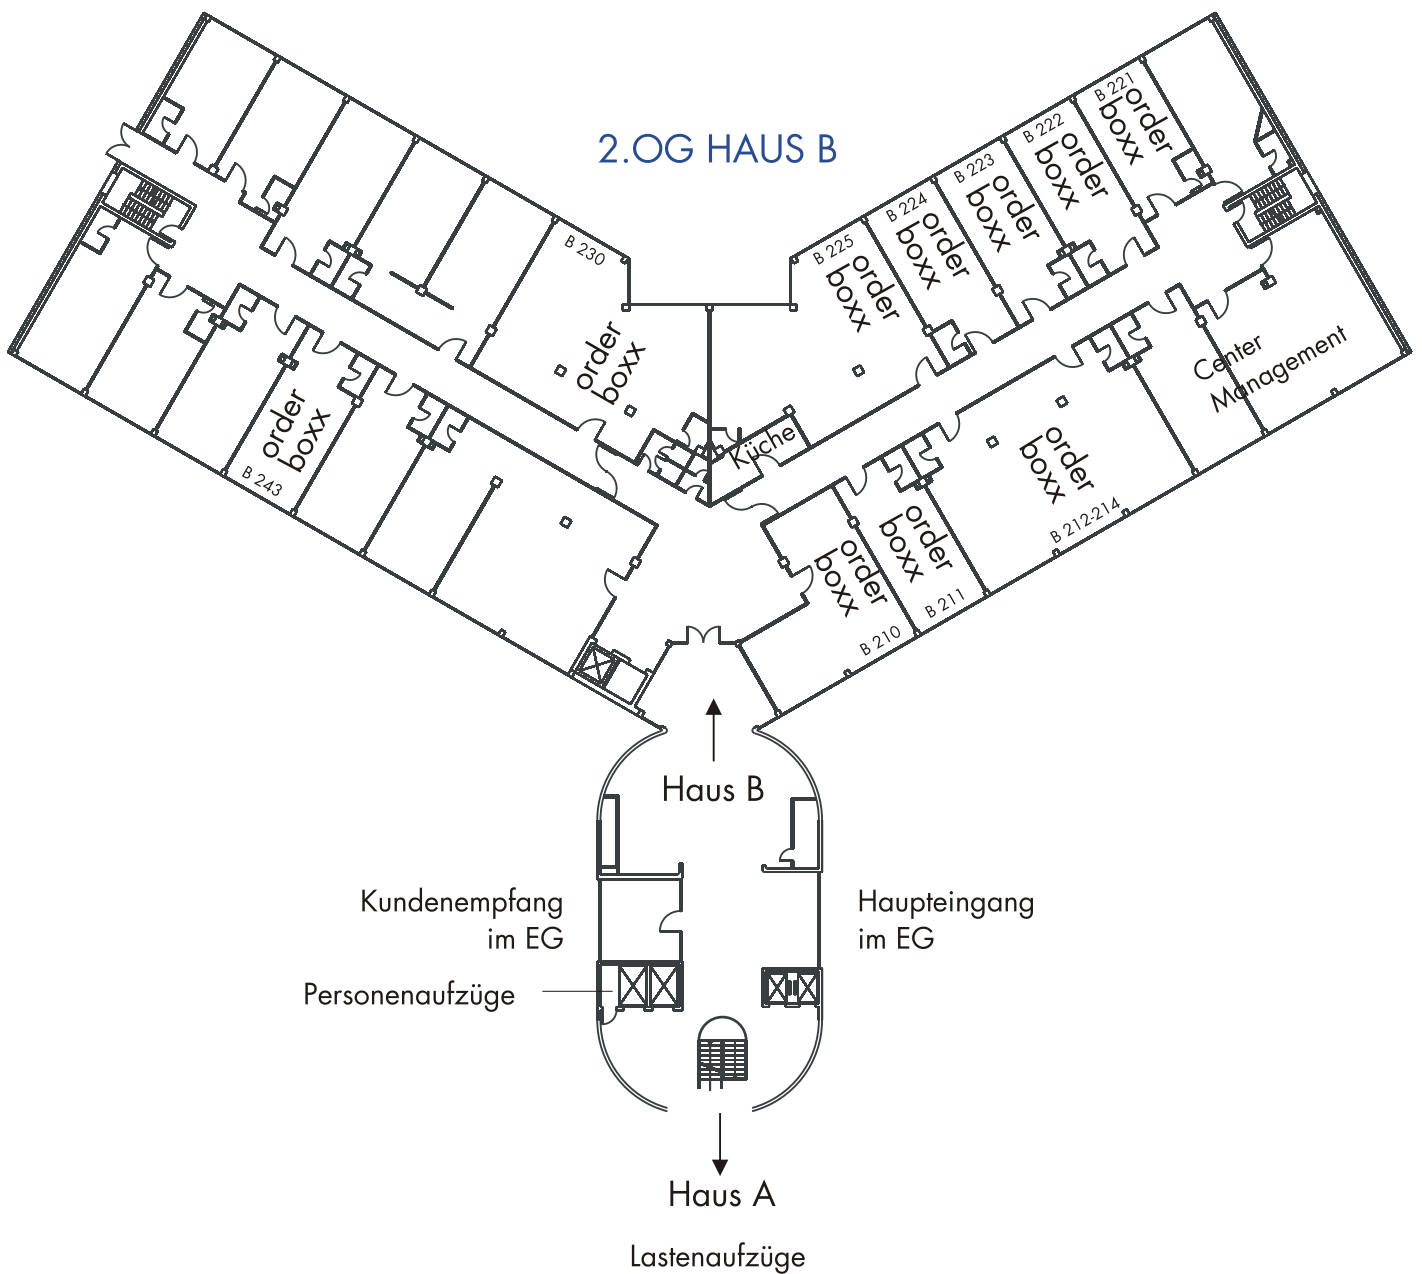 2.OG HAUS B
B 221
order
boxx
B 222
order
boxx
B 223
order
boxx
B 224
order
boxx
B 225
order
boxx
B 230
order
boxx
Küche
Center
Management
order
boxx
B 243
order
boxx
B 212-214
order
boxx
B 211
order
boxx
B 210
Haus B
Kundenempfang
im EG
Haupteingang
im EG
Personenaufzüge
Haus A
Lastenaufzüge